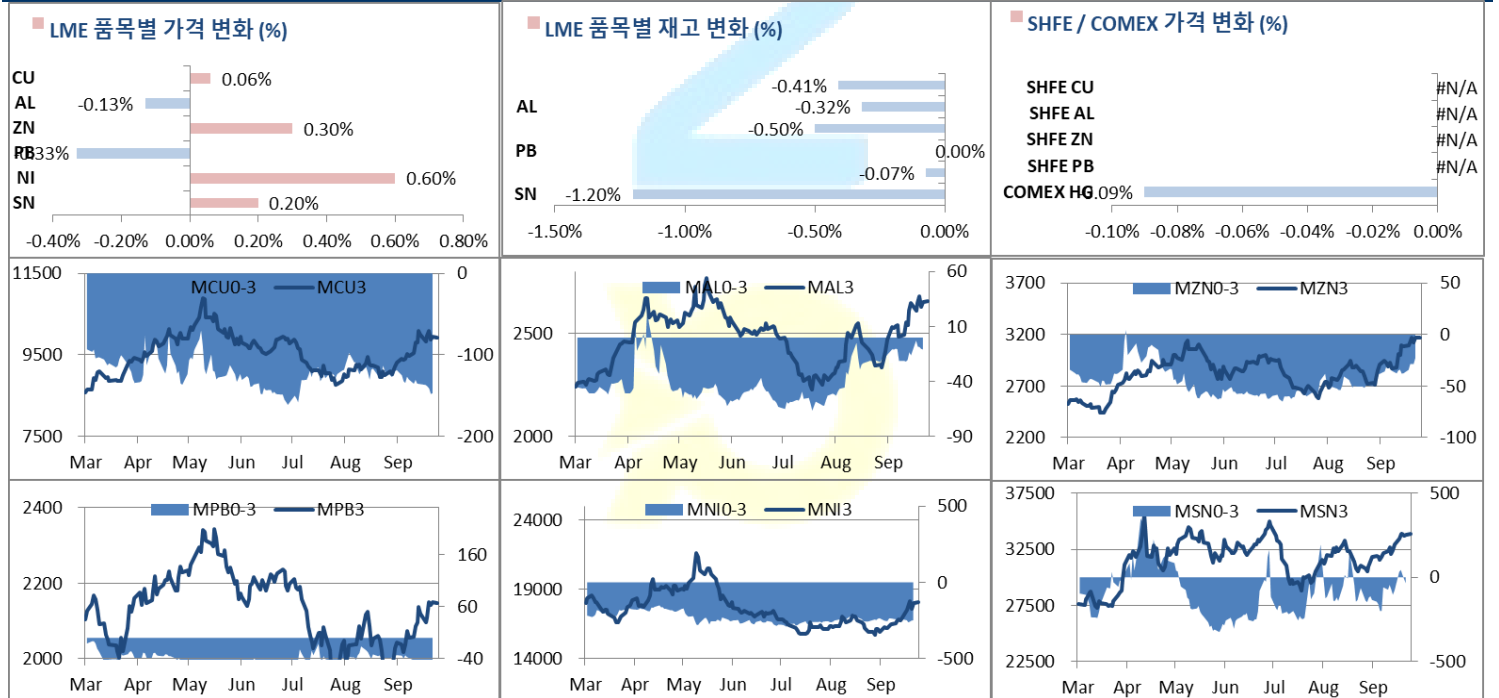 LME 품목별 가격 변화 (%)
CU 0.06%
AL -0.13%
ZN 0.30%
PB -0.33%
NI 0.60%
SN 0.20%
-0.40% -0.20% 0.00% 0.20% 0.40% 0.60% 0.80%
LME 품목별 재고 변화 (%)
-0.41%
AL -0.32%
-0.50%
PB 0.00%
-0.07%
SN -1.20%
-1.50% -1.00% -0.50% 0.00%
SHFE / COMEX 가격 변화 (%)
SHFE CU #N/A
SHFE AL #N/A
SHFE ZN #N/A
SHFE PB #N/A
COMEX HG -0.09%
-0.10% -0.08% -0.06% -0.04% -0.02% 0.00%
MCU0-3 MCU3
11500 0
9500 -100
7500 -200
Mar Apr May Jun Jul Aug Sep
MAL0-3 MAL3
60
2500 10
-40
2000 -90
Mar Apr May Jun Jul Aug Sep
MZN0-3 MZN3
3700 50
3200 0
2700 -50
2200 -100
Mar Apr May Jun Jul Aug Sep
MPB0-3 MPB3
2400
160
2200
60
2000 -40
Mar Apr May Jun Jul Aug Sep
MNI0-3 MNI3
24000 500
19000 0
14000 -500
Mar Apr May Jun Jul Aug Sep
MSN0-3 MSN3
37500 500
32500
27500 0
22500 -500
Mar Apr May Jun Jul Aug Sep